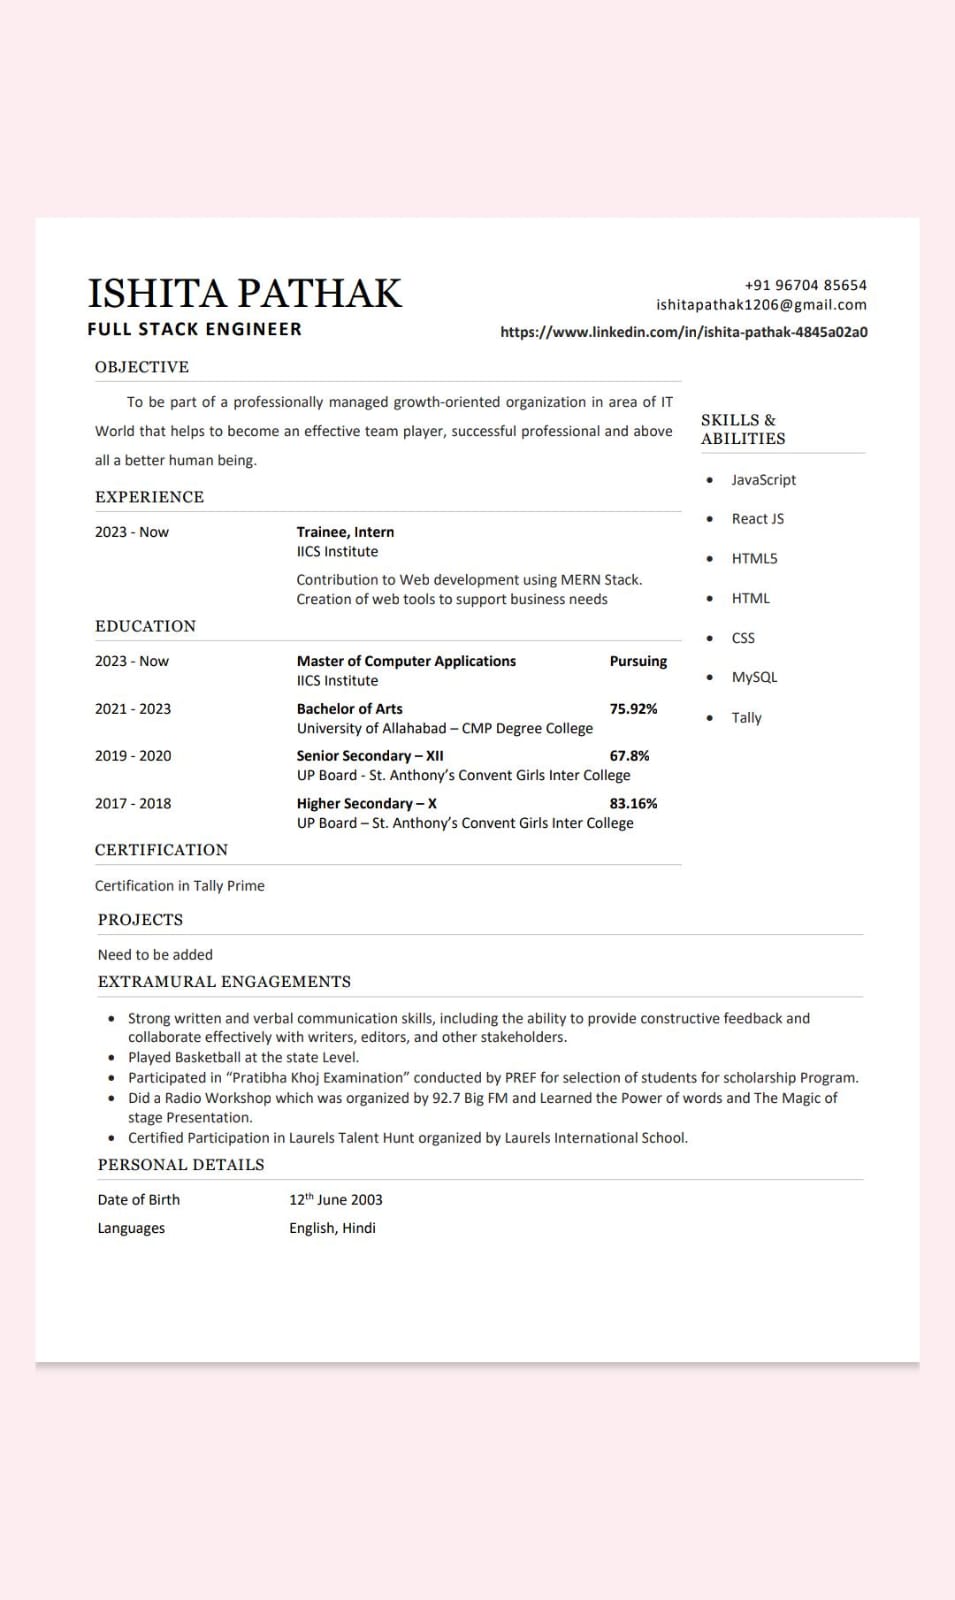 ISHITA PATHAK
FULL STACK ENGINEER
+91 96704 85654
ishitapathak1206@gmail.com
https://www.linkedin.com/in/ishita-pathak-4845a02a0
OBJECTIVE
To be part of a professionally managed growth-oriented organization in area of IT
World that helps to become an effective team player, successful professional and above
all a better human being.
EXPERIENCE
2023 - Now Trainee, Intern
IICS Institute
Contribution to Web development using MERN Stack.
Creation of web tools to support business needs
EDUCATION
2023 - Now Master of Computer Applications Pursuing
IICS Institute
2021 - 2023 Bachelor of Arts 75.92%
University of Allahabad – CMP Degree College
2019 - 2020 Senior Secondary – XII 67.8%
UP Board - St. Anthony’s Convent Girls Inter College
2017 - 2018 Higher Secondary – X 83.16%
UP Board – St. Anthony’s Convent Girls Inter College
CERTIFICATION
Certification in Tally Prime
SKILLS &
ABILITIES
• JavaScript
• React JS
• HTML5
• HTML
• CSS
• MySQL
• Tally
PROJECTS
Need to be added
EXTRAMURAL ENGAGEMENTS
• Strong written and verbal communication skills, including the ability to provide constructive feedback and
collaborate effectively with writers, editors, and other stakeholders.
• Played Basketball at the state Level.
• Participated in “Pratibha Khoj Examination” conducted by PREF for selection of students for scholarship Program.
• Did a Radio Workshop which was organized by 92.7 Big FM and Learned the Power of words and The Magic of
stage Presentation.
• Certified Participation in Laurels Talent Hunt organized by Laurels International School.
PERSONAL DETAILS
Date of Birth 12th June 2003
Languages English, Hindi